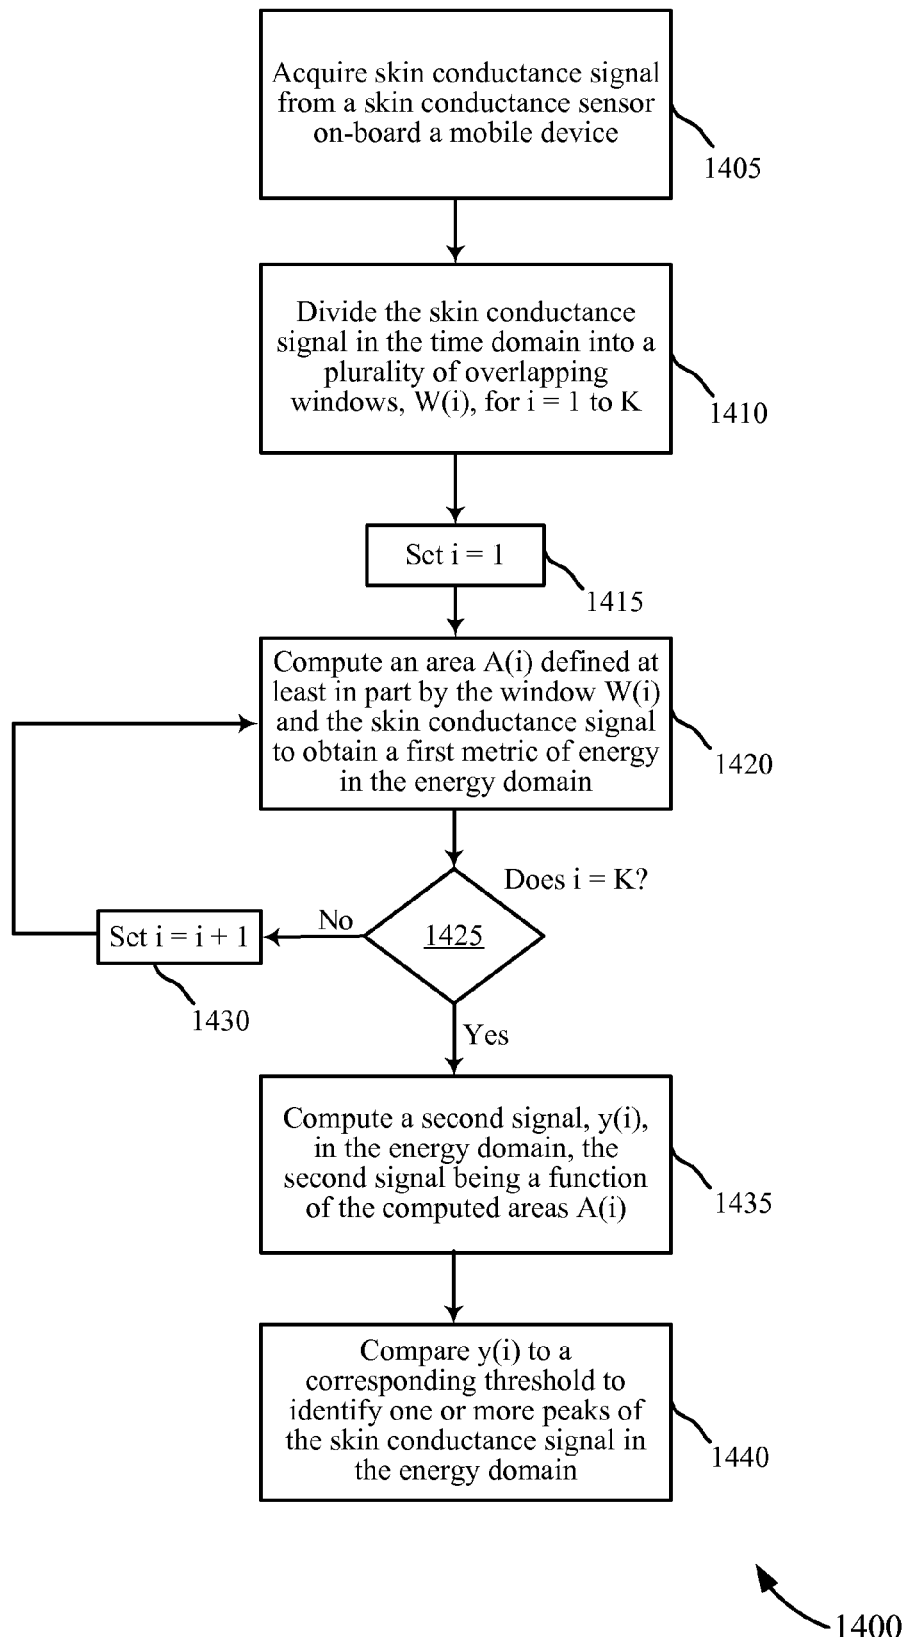 Acquire skin conductance signal
from a skin conductance sensor
on-board a mobile device
1405
Divide the skin conductance
signal in the time domain into a
plurality of overlapping
windows, W(i), for i = 1 to K
1410
Set i = 1
1415
Compute an area A(i) defined at
least in part by the window W(i)
and the skin conductance signal
to obtain a first metric of energy
in the energy domain
1420
Does i = K?
1425
No
Set i = i + 1
1430
Yes
Compute a second signal, y(i),
in the energy domain, the
second signal being a function
of the computed areas A(i)
1435
Compare y(i) to a
corresponding threshold to
identify one or more peaks of
the skin conductance signal in
the energy domain
1440
1400